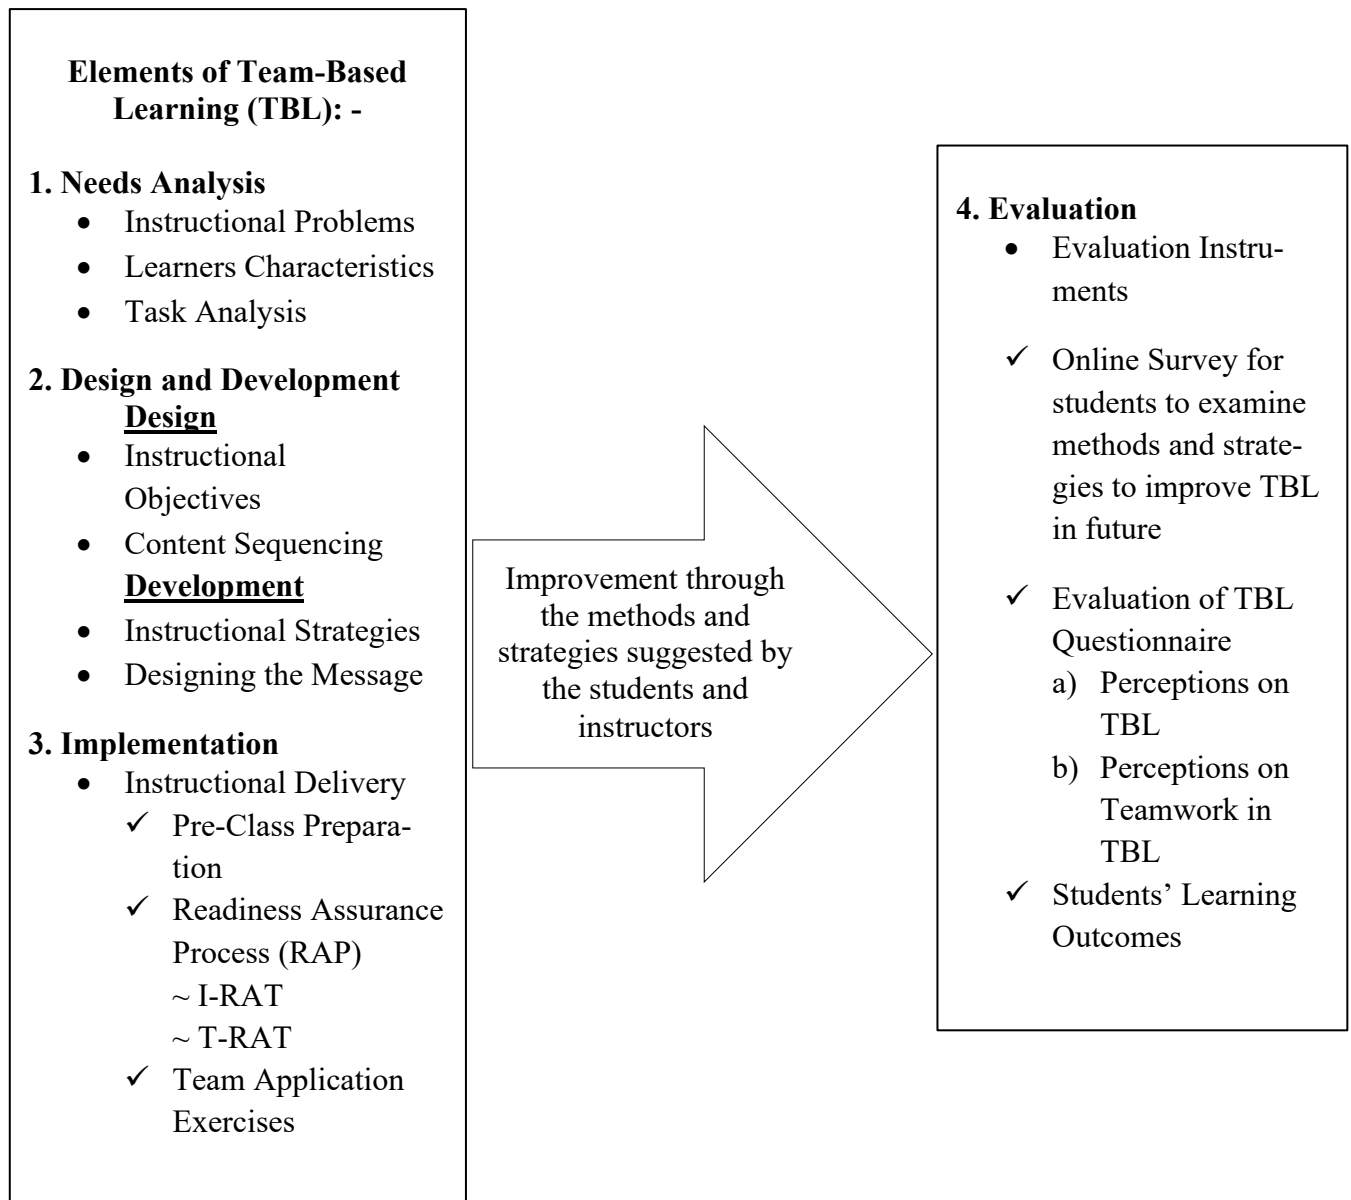 Elements of Team-Based
Learning (TBL): -
1. Needs Analysis
• Instructional Problems
• Learners Characteristics
• Task Analysis
2. Design and Development
Design
• Instructional
Objectives
• Content Sequencing
Development
• Instructional Strategies
• Designing the Message
3. Implementation
• Instructional Delivery
✓ Pre-Class Prepara-
tion
✓ Readiness Assurance
Process (RAP)
~ I-RAT
~ T-RAT
✓ Team Application
Exercises
Improvement through
the methods and
strategies suggested by
the students and
instructors
4. Evaluation
• Evaluation Instru-
ments
✓ Online Survey for
students to examine
methods and strate-
gies to improve TBL
in future
✓ Evaluation of TBL
Questionnaire
a) Perceptions on
TBL
b) Perceptions on
Teamwork in
TBL
✓ Students’ Learning
Outcomes